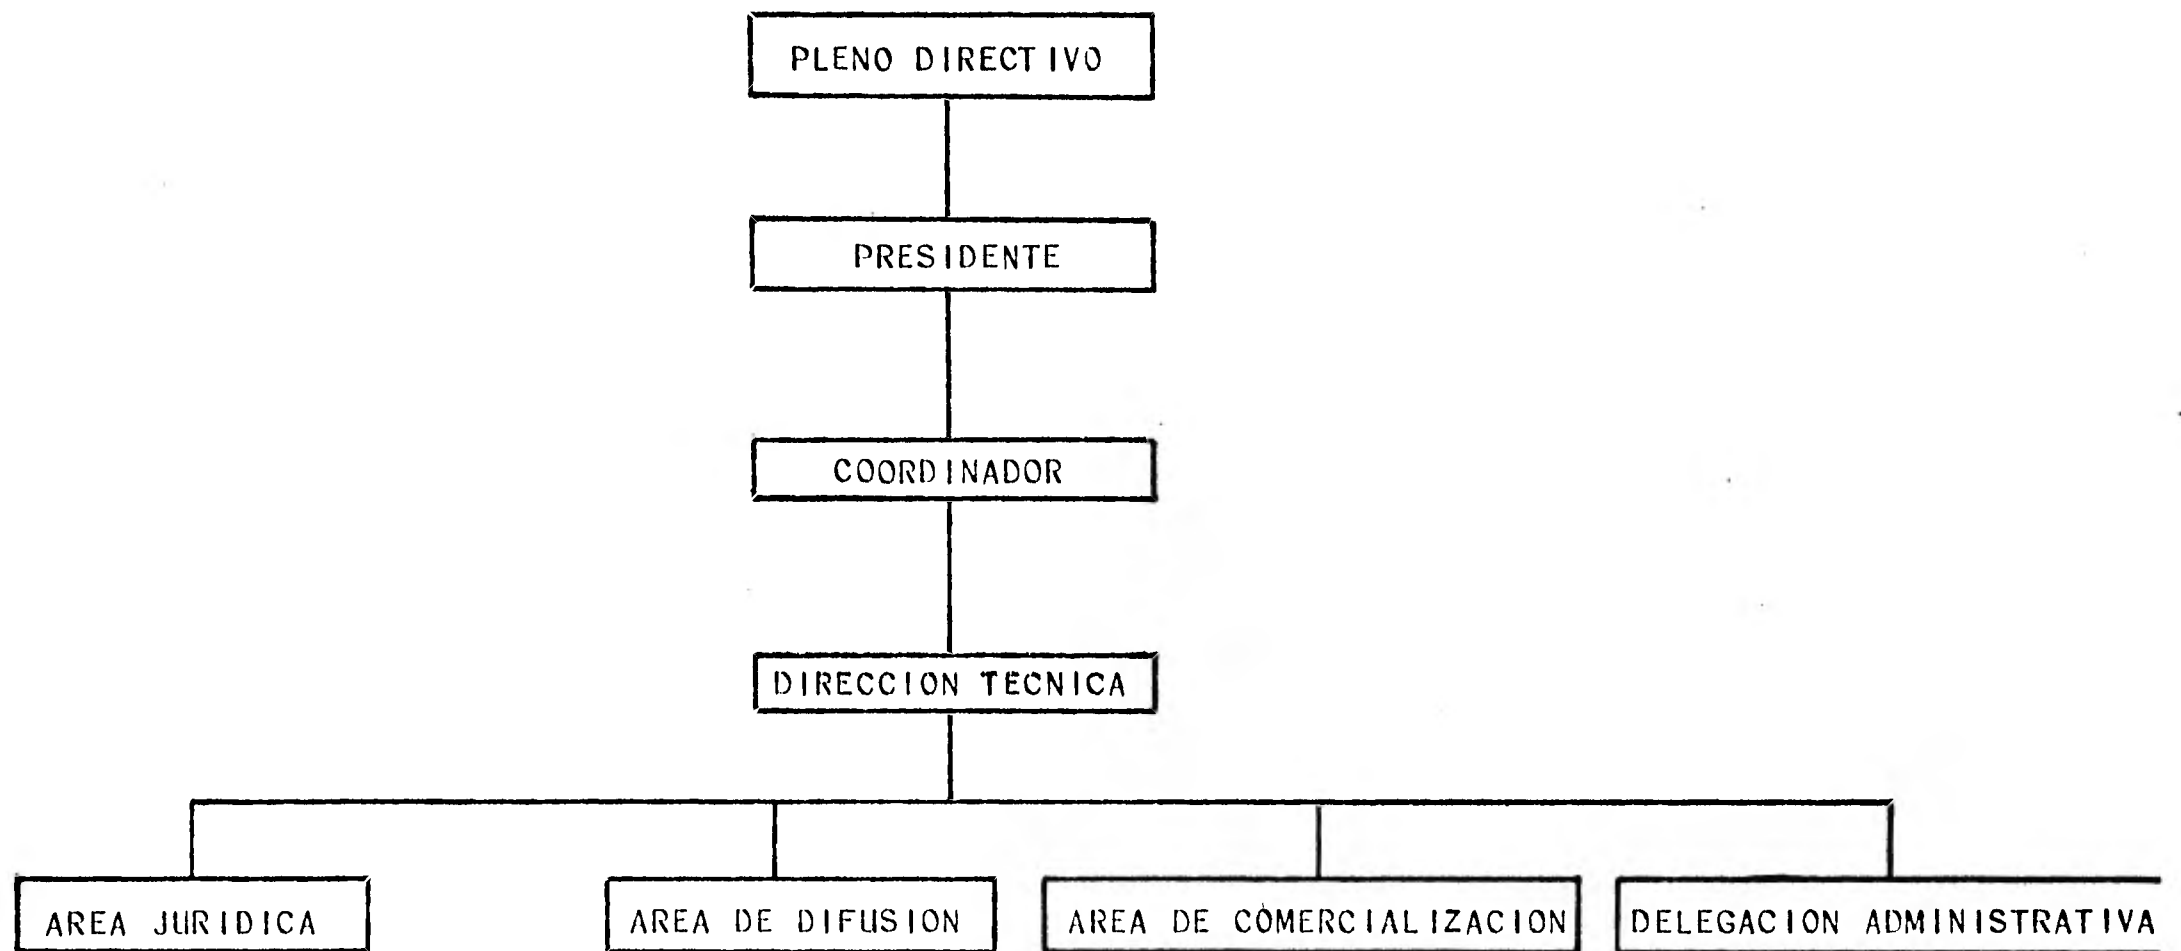 PLENO DIRECTIVO
PRESIDENTE
COORDINADOR
DIRECCION TECNICA
AREA JURIDICA
AREA DE DIFUSION
AREA DE COMERCIALIZACION
DELEGACION ADMINISTRATIVA